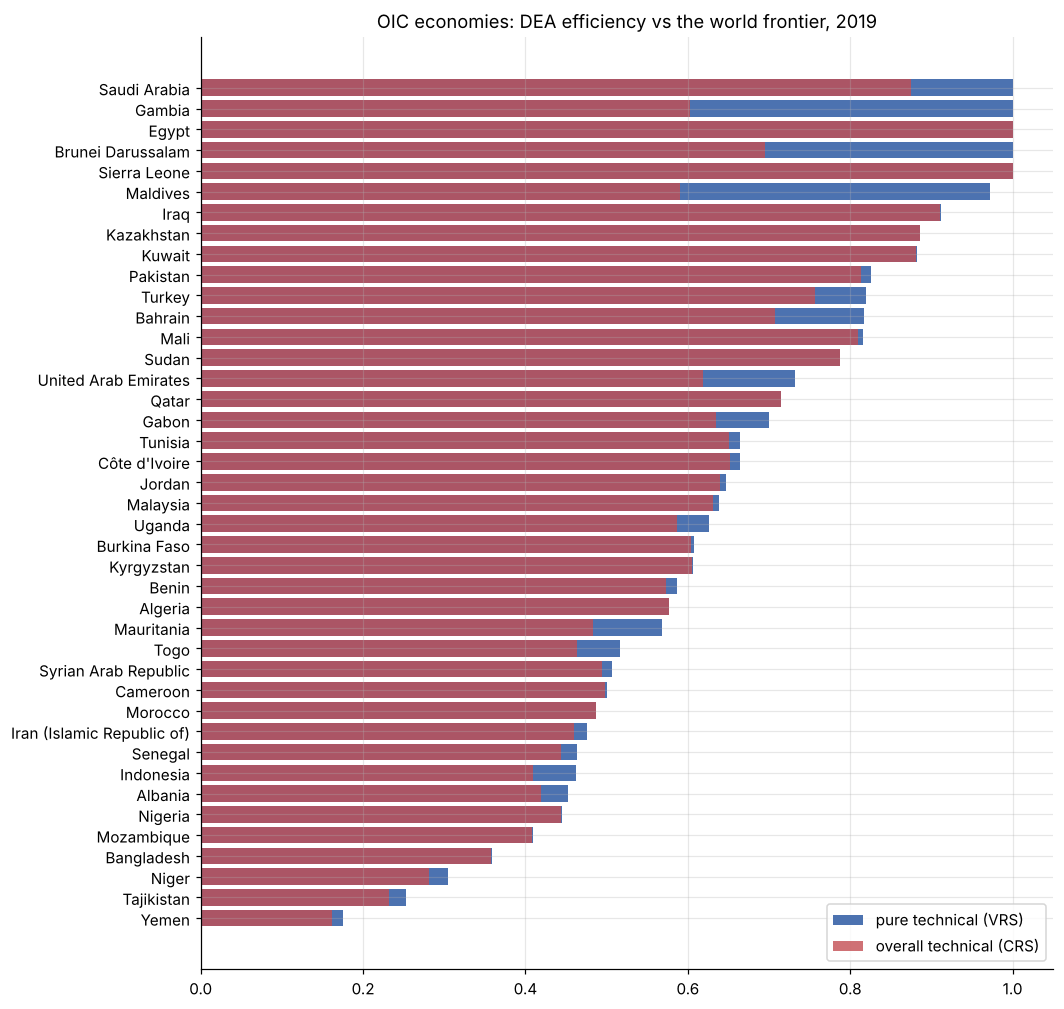 OIC economies: DEA efficiency vs the world frontier, 2019
Saudi Arabia
Gambia
Egypt
Brunei Darussalam
Sierra Leone
Maldives
Iraq
Kazakhstan
Kuwait
Pakistan
Turkey
Bahrain
Mali
Sudan
United Arab Emirates
Qatar
Gabon
Tunisia
Côte d'Ivoire
Jordan
Malaysia
Uganda
Burkina Faso
Kyrgyzstan
Benin
Algeria
Mauritania
Togo
Syrian Arab Republic
Cameroon
Morocco
Iran (Islamic Republic of)
Senegal
Indonesia
Albania
Nigeria
Mozambique
Bangladesh
Niger
Tajikistan
Yemen
pure technical (VRS)
overall technical (CRS)
0.0 0.2 0.4 0.6 0.8 1.0